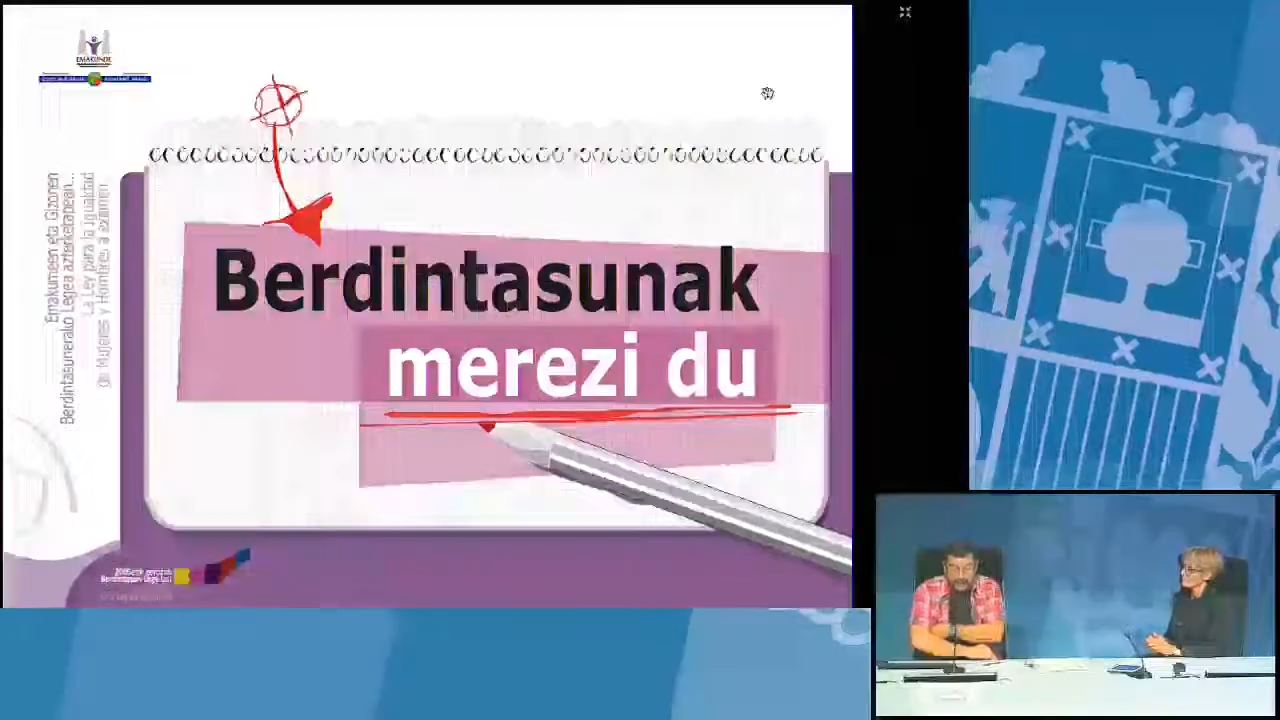 EMAKUNDE
Emakumeen eta Gizonen
Berdintasunerako Legea azterketapean...
La Ley para la Igualdad
de Mujeres y Hombres a examen
Berdintasunak
merezi du